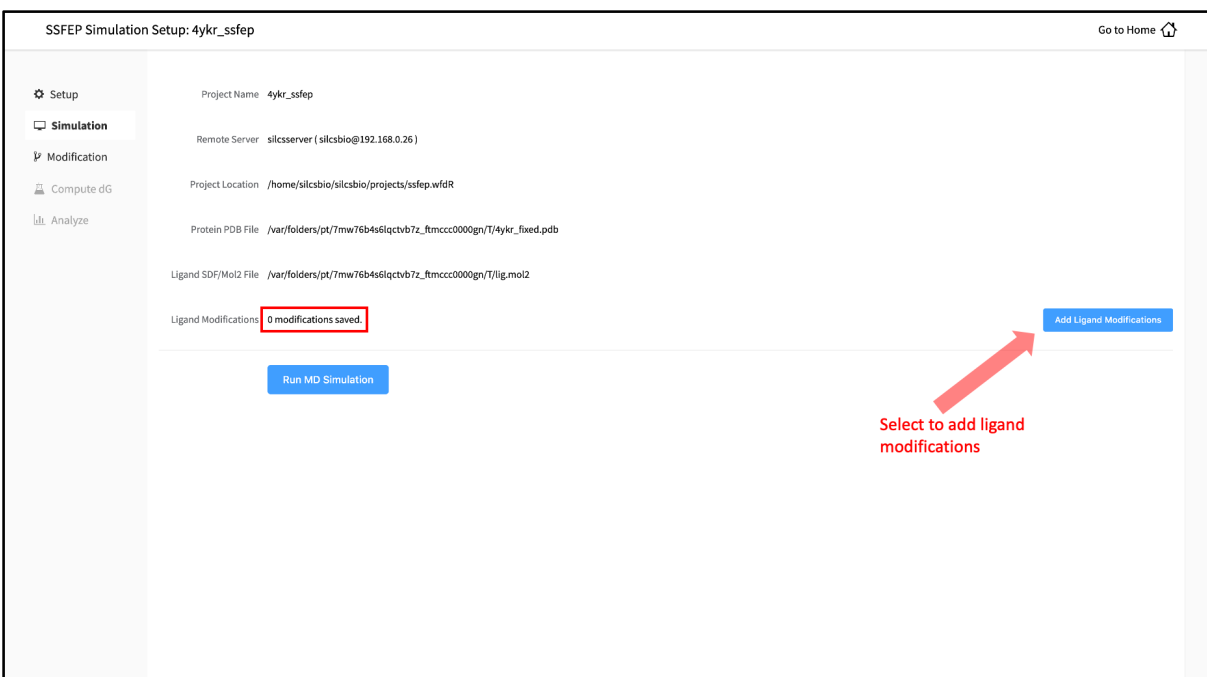 SSFEP Simulation Setup: 4ykr_ssfep
Go to Home
Setup
Simulation
Modification
Compute dG
Analyze
Project Name 4ykr_ssfep
Remote Server silcsserver ( silcsbio@192.168.0.26 )
Project Location /home/silcsbio/silcsbio/projects/ssfep.wfdR
Protein PDB File /var/folders/pt/7mw76b4s6lqctvb7z_ftmccc0000gn/T/4ykr_fixed.pdb
Ligand SDF/Mol2 File /var/folders/pt/7mw76b4s6lqctvb7z_ftmccc0000gn/T/lig.mol2
Ligand Modifications 0 modifications saved.
Add Ligand Modifications
Run MD Simulation
Select to add ligand
modifications